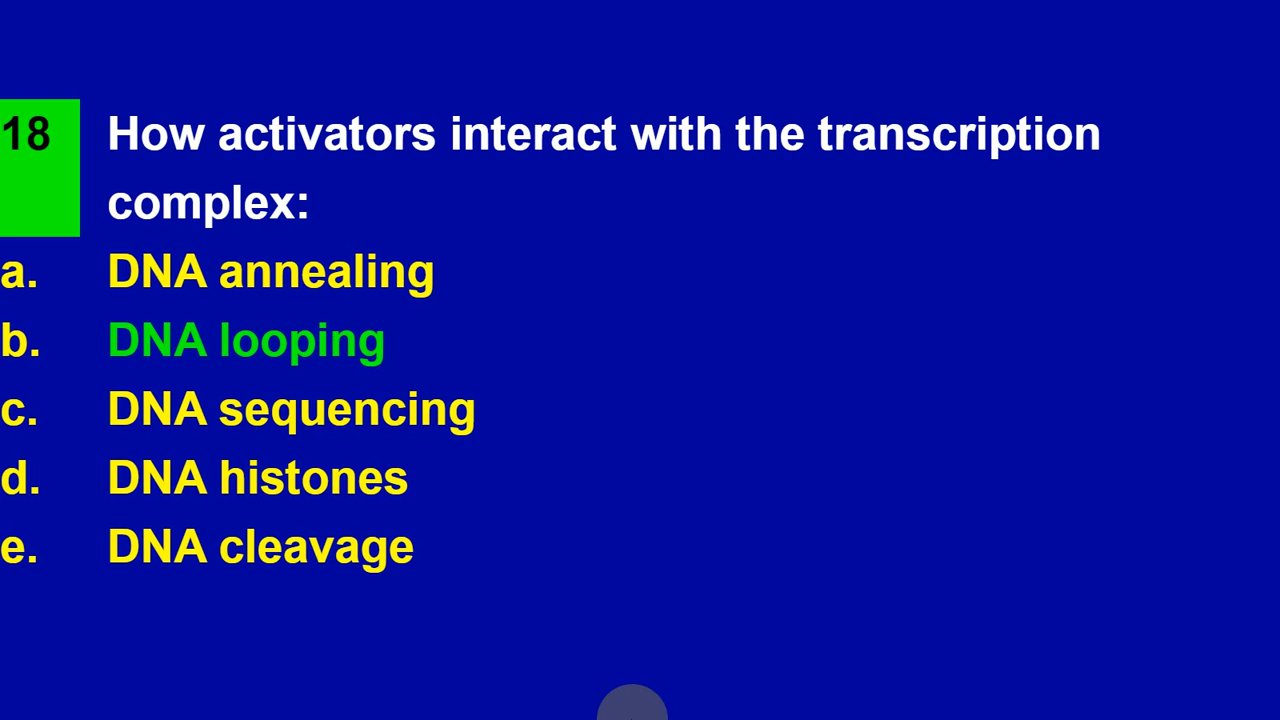 18 How activators interact with the transcription
complex:
a. DNA annealing
b. DNA looping
c. DNA sequencing
d. DNA histones
e. DNA cleavage